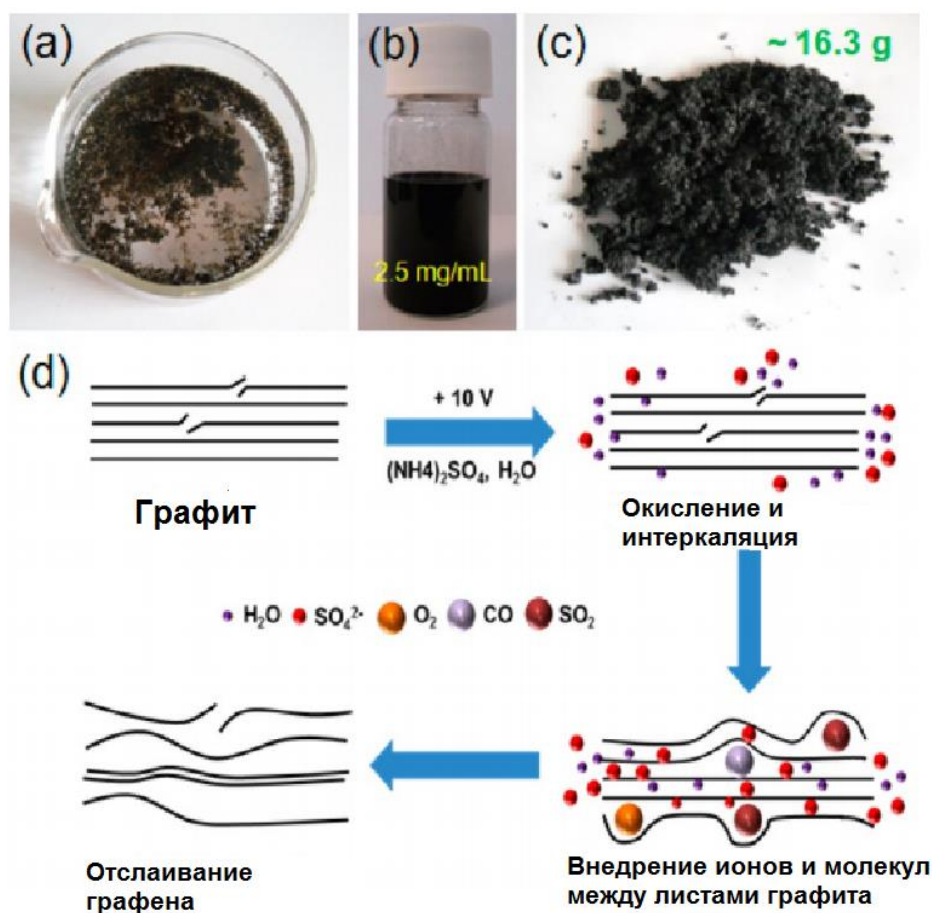 (a)
(b)
(c)
~ 16.3 g
2.5 mg/mL
(d)
+ 10 V
(NH4)₂SO₄, H₂O
Графит
Окисление и
интеркаляция
H₂O SO₄²⁻ O₂ CO SO₂
Отслаивание
графена
Внедрение ионов и молекул
между листами графита